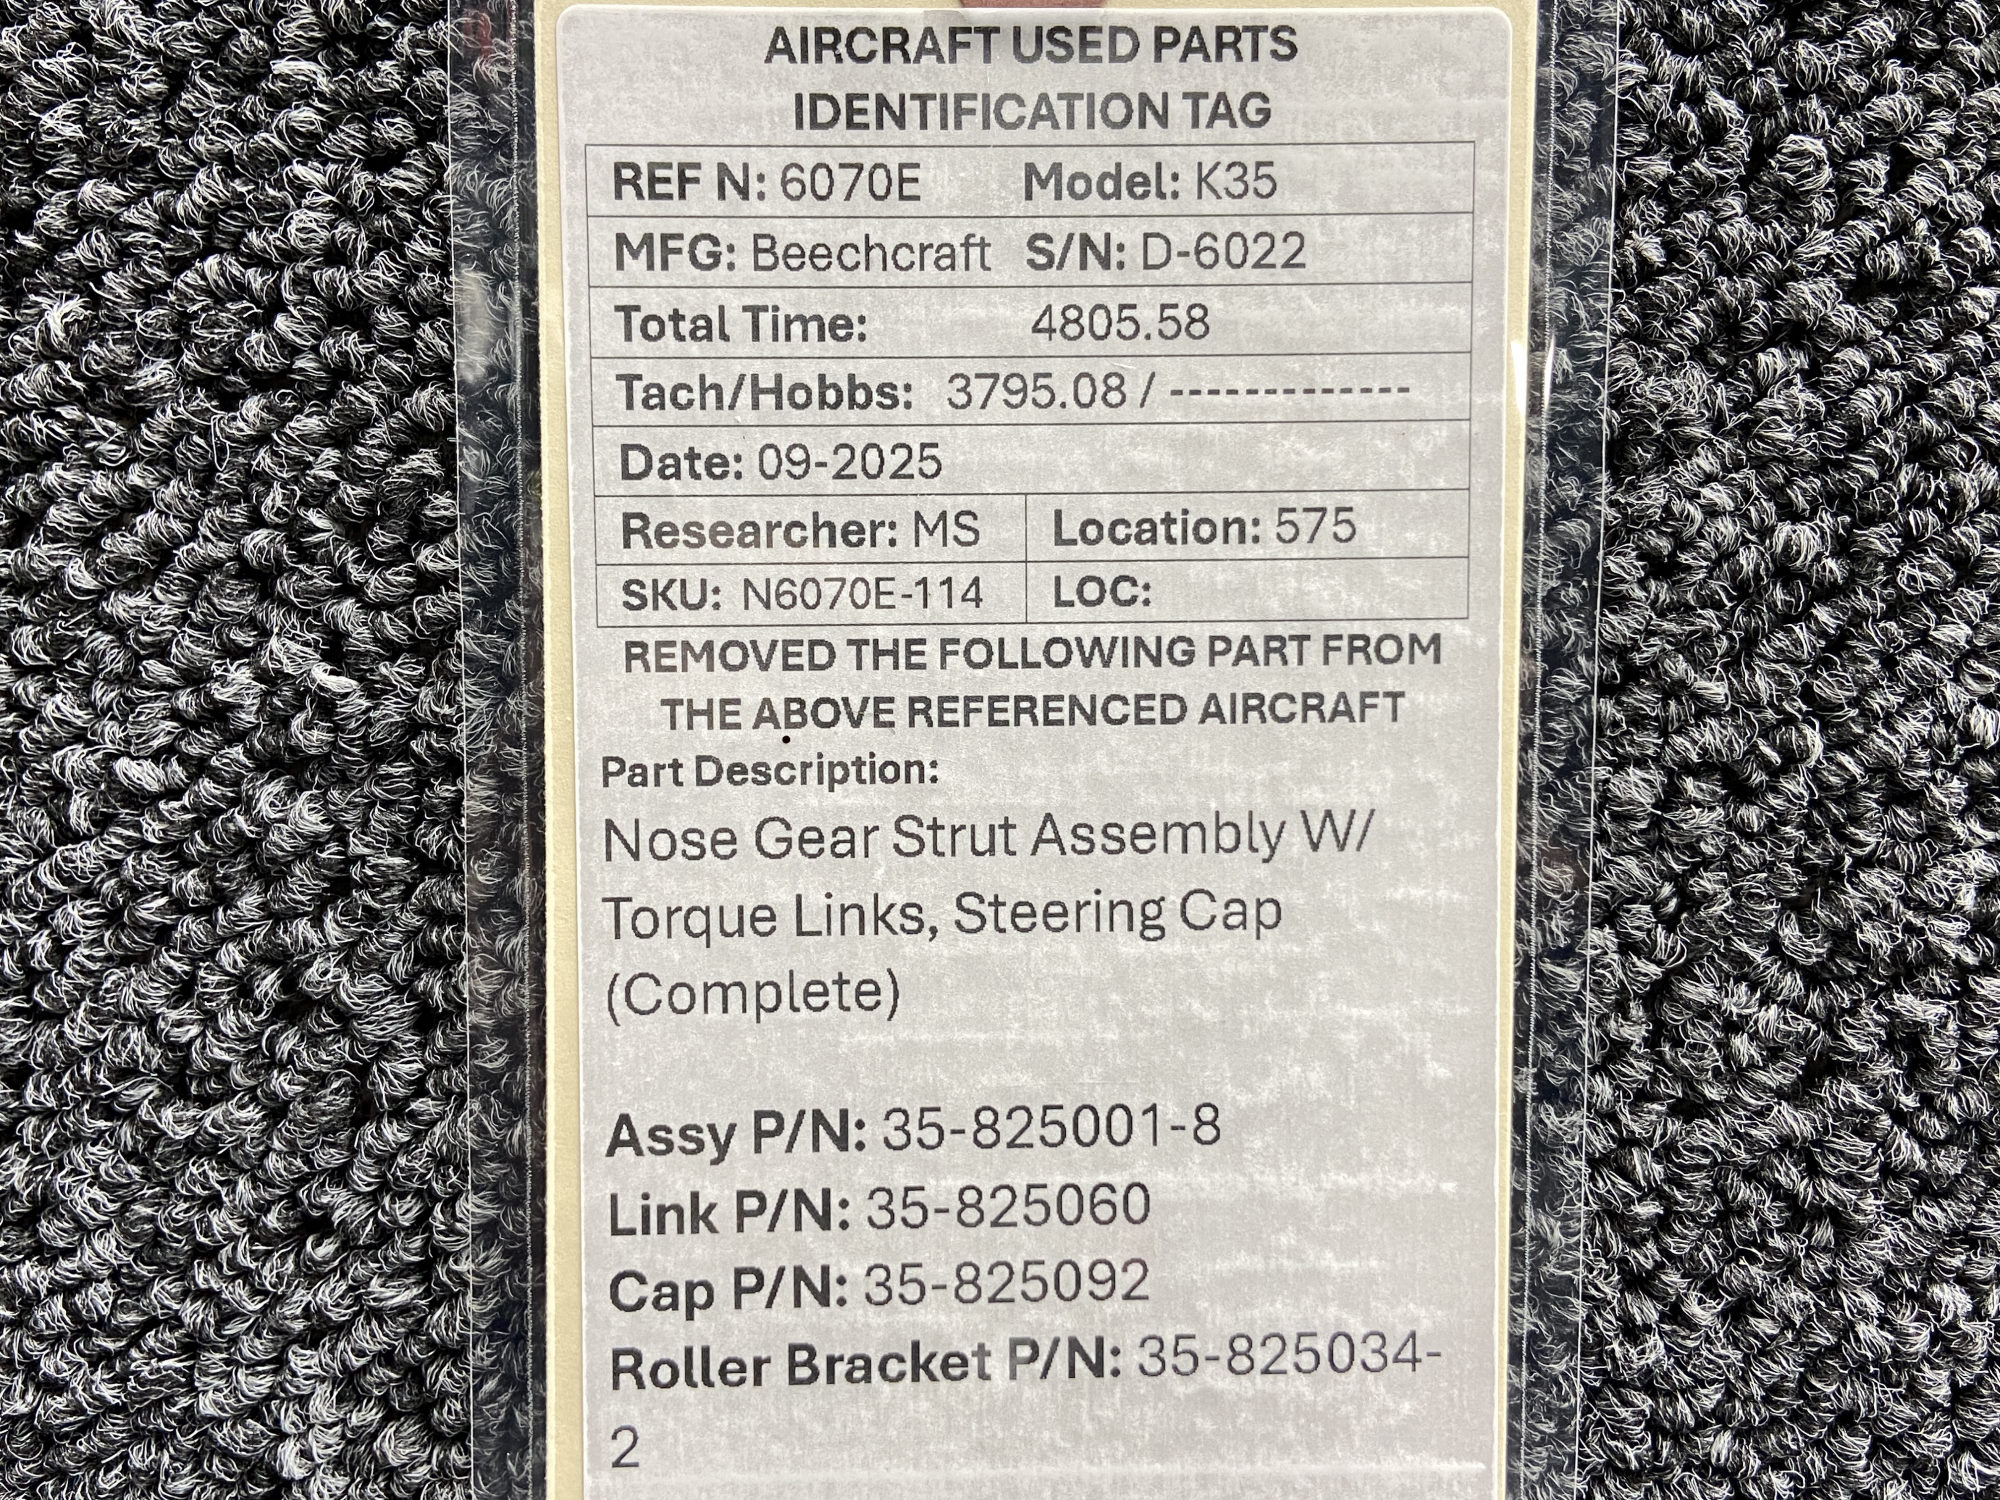 AIRCRAFT USED PARTS
IDENTIFICATION TAG
REF N: 6070E Model: K35
MFG: Beechcraft S/N: D-6022
Total Time: 4805.58
Tach/Hobbs: 3795.08 / -------------
Date: 09-2025
Researcher: MS Location: 575
SKU: N6070E-114 LOC:
REMOVED THE FOLLOWING PART FROM
THE ABOVE REFERENCED AIRCRAFT
Part Description:
Nose Gear Strut Assembly W/
Torque Links, Steering Cap
(Complete)
Assy P/N: 35-825001-8
Link P/N: 35-825060
Cap P/N: 35-825092
Roller Bracket P/N: 35-825034-
2